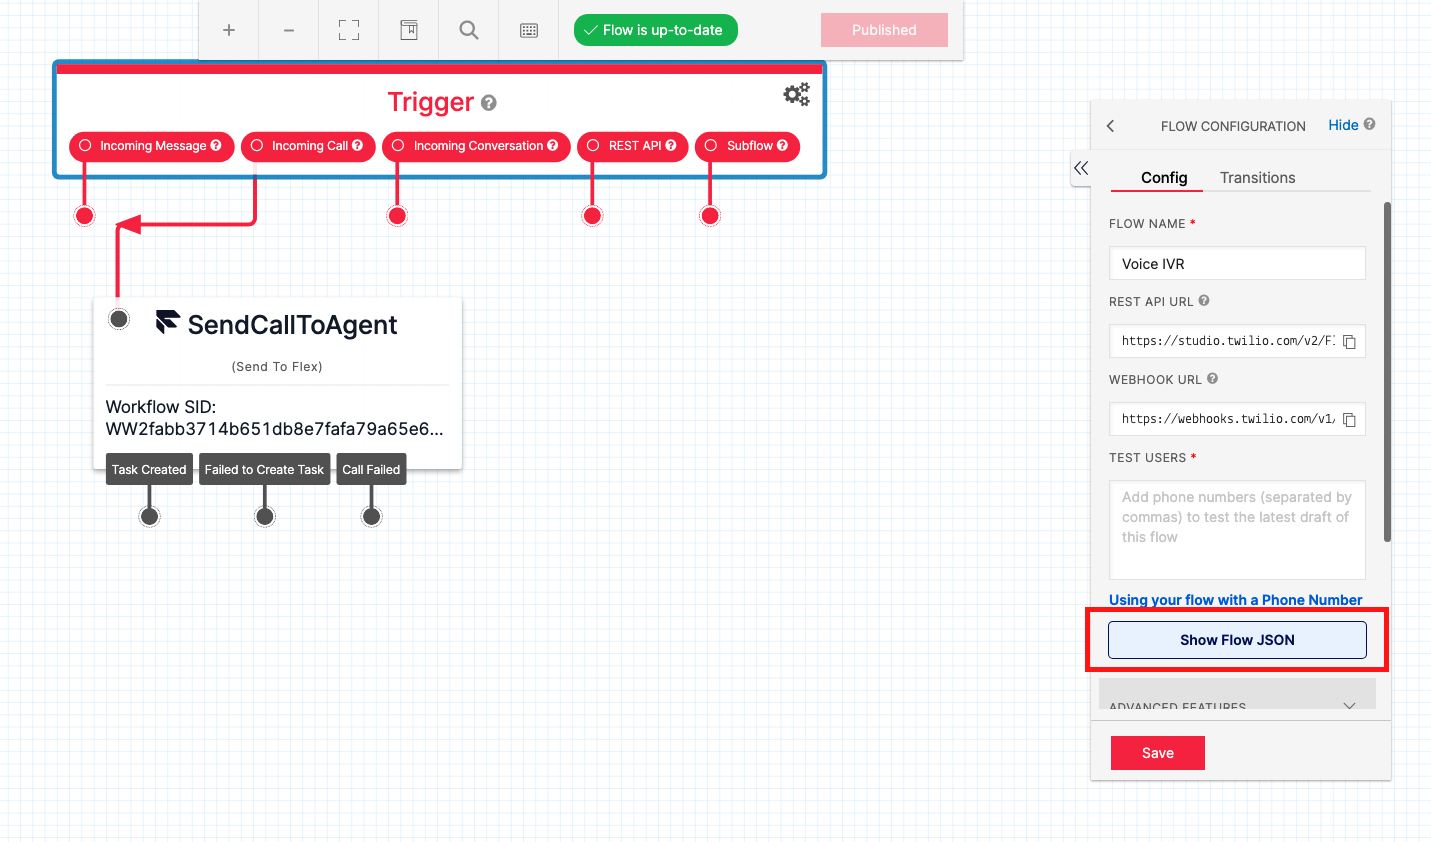 Flow is up-to-date
Published
Trigger
Incoming Message
Incoming Call
Incoming Conversation
REST API
Subflow
SendCallToAgent
(Send To Flex)
Workflow SID:
WW2fabb3714b651db8e7fafa79a65e6...
Task Created
Failed to Create Task
Call Failed
FLOW CONFIGURATION
Hide
Config
Transitions
FLOW NAME *
Voice IVR
REST API URL
https://studio.twilio.com/v2/Fl
WEBHOOK URL
https://webhooks.twilio.com/v1/
TEST USERS *
Add phone numbers (separated by
commas) to test the latest draft of
this flow
Using your flow with a Phone Number
Show Flow JSON
ADVANCED FEATURES
Save